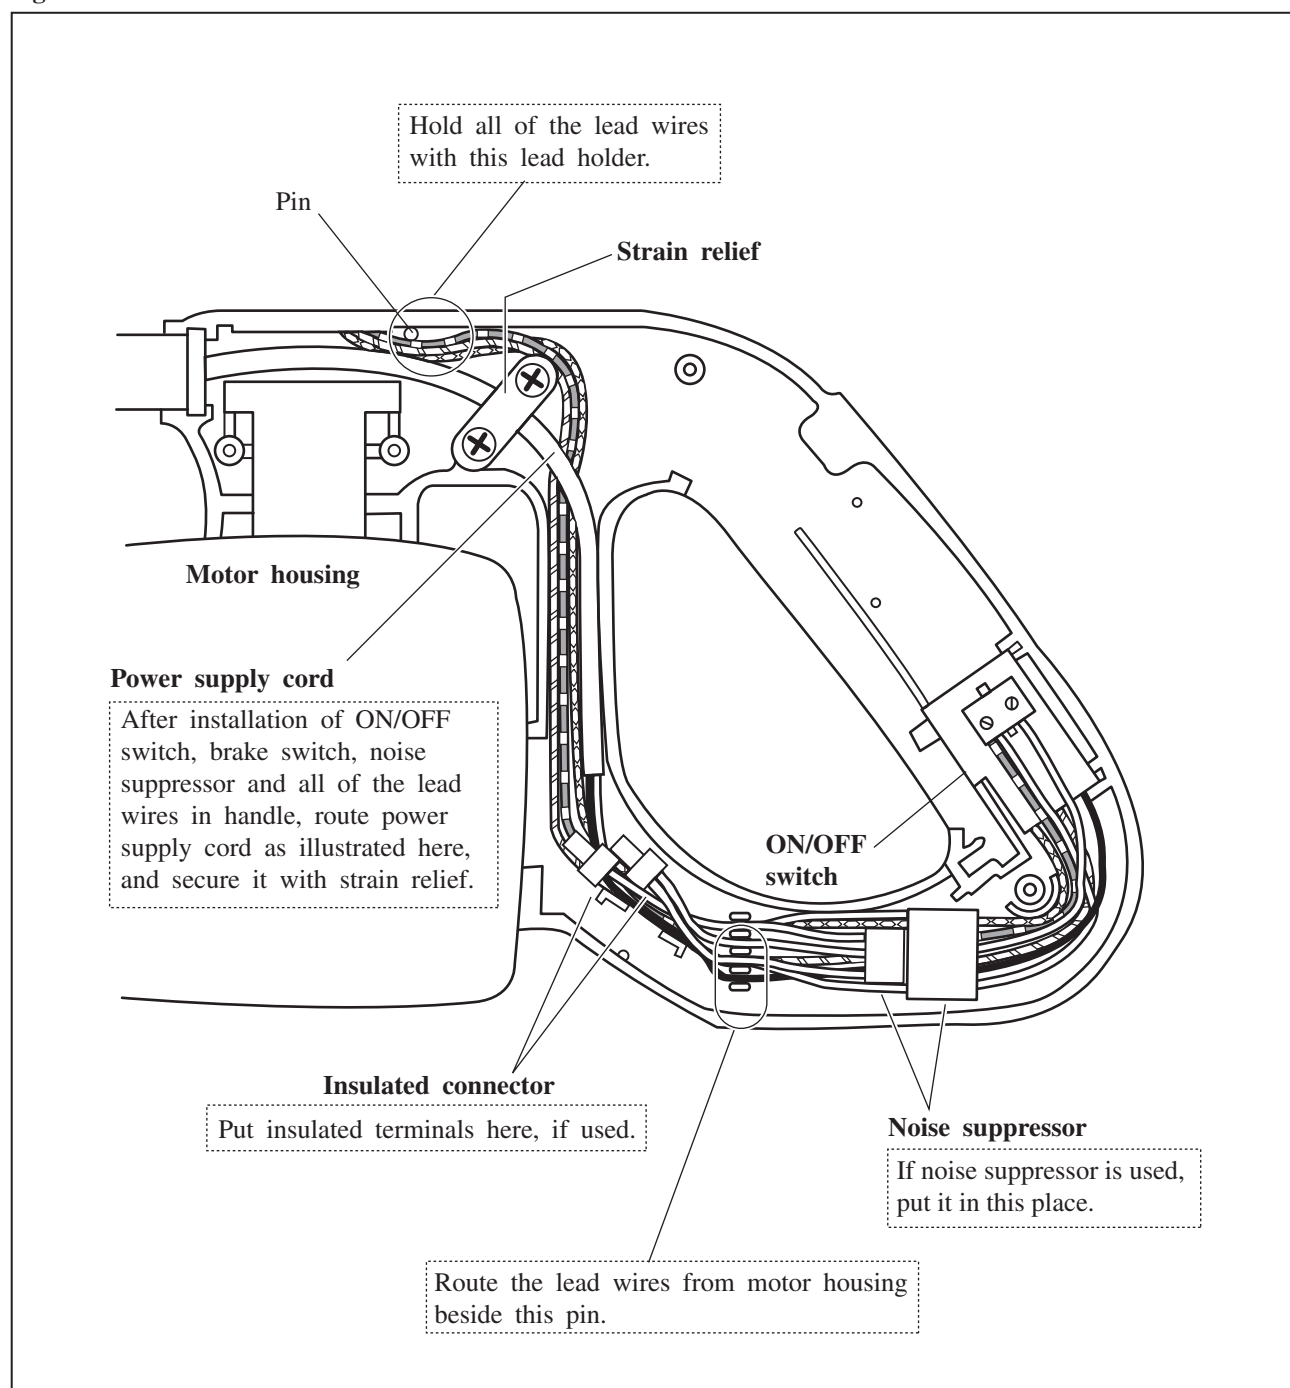 Hold all of the lead wires
with this lead holder.
Pin
Strain relief
Motor housing
Power supply cord
After installation of ON/OFF
switch, brake switch, noise
suppressor and all of the lead
wires in handle, route power
supply cord as illustrated here,
and secure it with strain relief.
ON/OFF
switch
Insulated connector
Put insulated terminals here, if used.
Noise suppressor
If noise suppressor is used,
put it in this place.
Route the lead wires from motor housing
beside this pin.